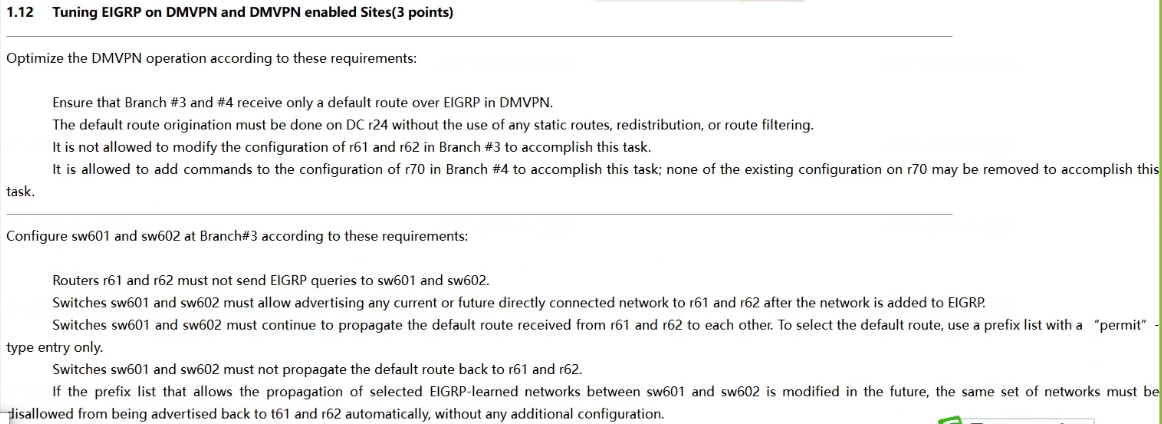 1.12 Tuning EIGRP on DMVPN and DMVPN enabled Sites(3 points)
Optimize the DMVPN operation according to these requirements:
Ensure that Branch #3 and #4 receive only a default route over EIGRP in DMVPN.
The default route origination must be done on DC r24 without the use of any static routes, redistribution, or route filtering.
It is not allowed to modify the configuration of r61 and r62 in Branch #3 to accomplish this task.
It is allowed to add commands to the configuration of r70 in Branch #4 to accomplish this task; none of the existing configuration on r70 may be removed to accomplish this
task.
Configure sw601 and sw602 at Branch#3 according to these requirements:
Routers r61 and r62 must not send EIGRP queries to sw601 and sw602.
Switches sw601 and sw602 must allow advertising any current or future directly connected network to r61 and r62 after the network is added to EIGRP.
Switches sw601 and sw602 must continue to propagate the default route received from r61 and r62 to each other. To select the default route, use a prefix list with a “permit” -
type entry only.
Switches sw601 and sw602 must not propagate the default route back to r61 and r62.
If the prefix list that allows the propagation of selected EIGRP-learned networks between sw601 and sw602 is modified in the future, the same set of networks must be
disallowed from being advertised back to t61 and r62 automatically, without any additional configuration.